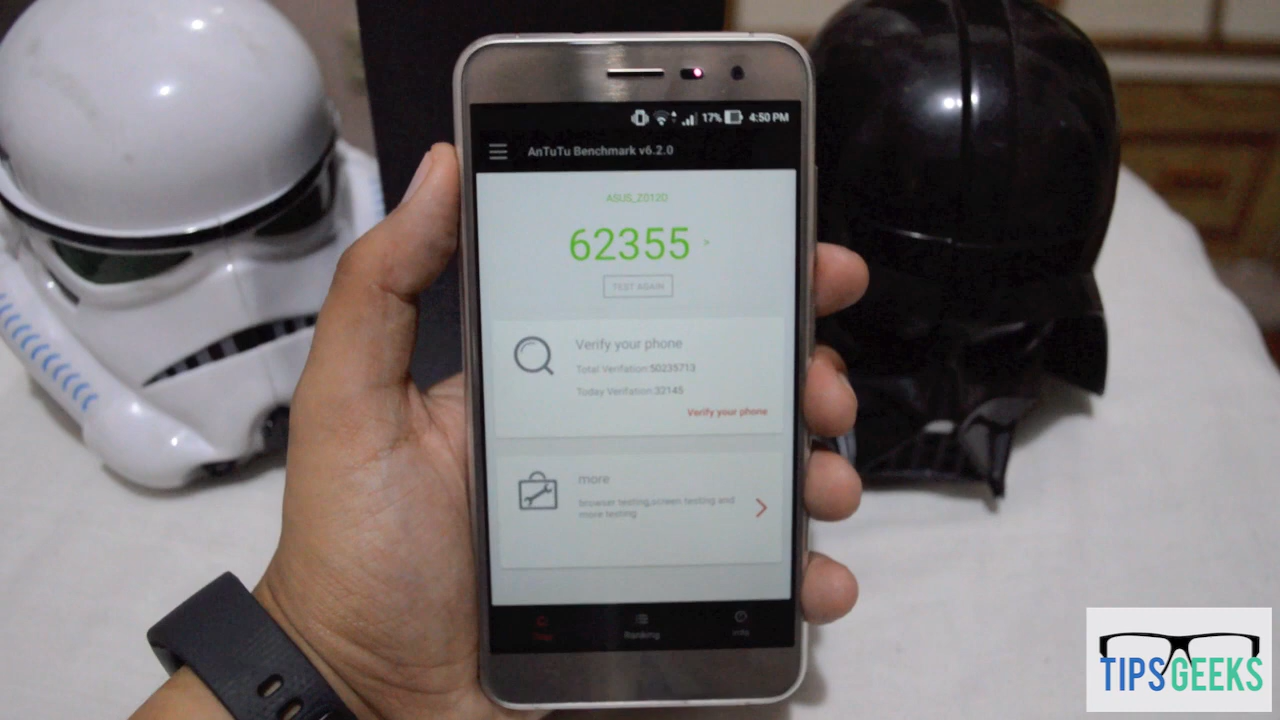 17% 4:50 PM
AnTuTu Benchmark v6.2.0
ASUS_Z012D
62355 >
TEST AGAIN
Verify your phone
Total Verifation:50235713
Today Verifation:32145
Verify your phone
more
browser testing,screen testing and
more testing
Ranking
Info
TIPSGEEKS